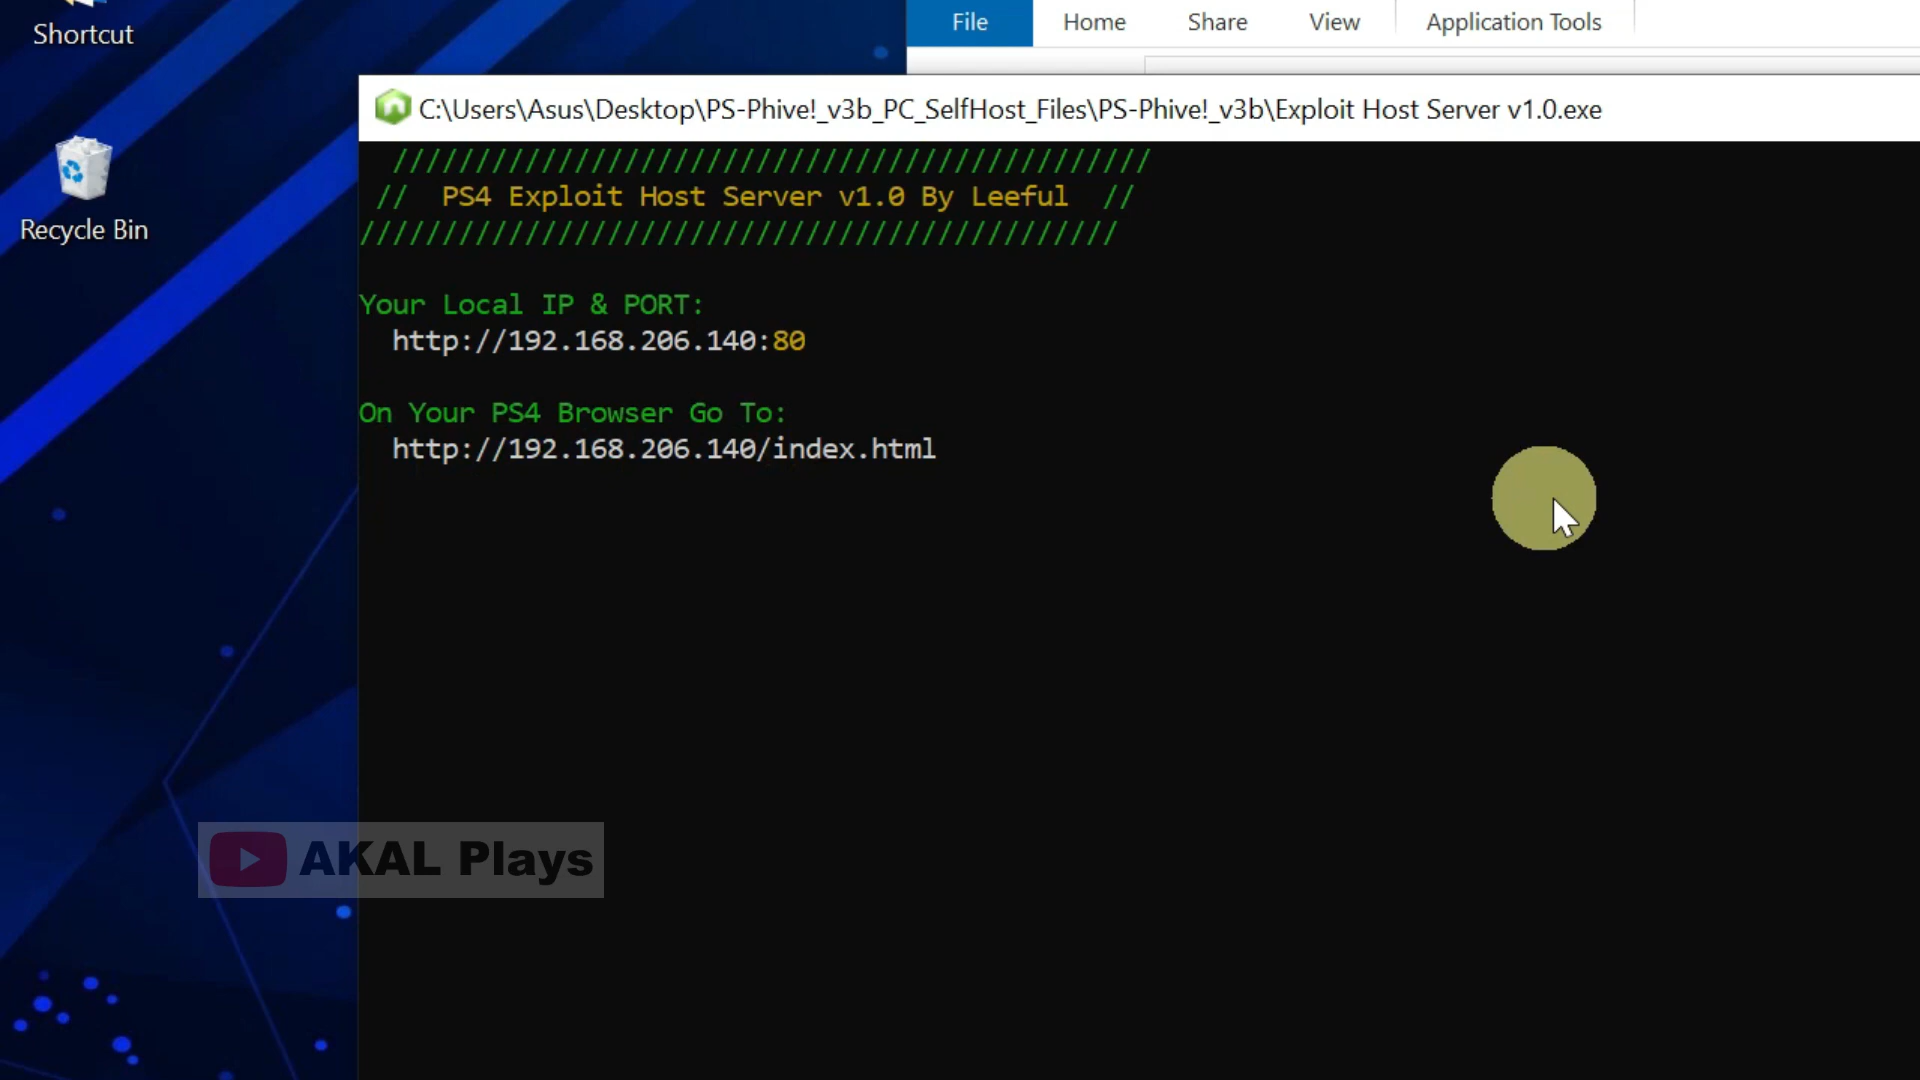 Shortcut
File Home Share View Application Tools
C:\Users\Asus\Desktop\PS-Phive!_v3b_PC_SelfHost_Files\PS-Phive!_v3b\Exploit Host Server v1.0.exe
Recycle Bin
//////////////////////////////////////////////
// PS4 Exploit Host Server v1.0 By Leeful //
//////////////////////////////////////////////
Your Local IP & PORT:
http://192.168.206.140:80
On Your PS4 Browser Go To:
http://192.168.206.140/index.html
AKAL Plays